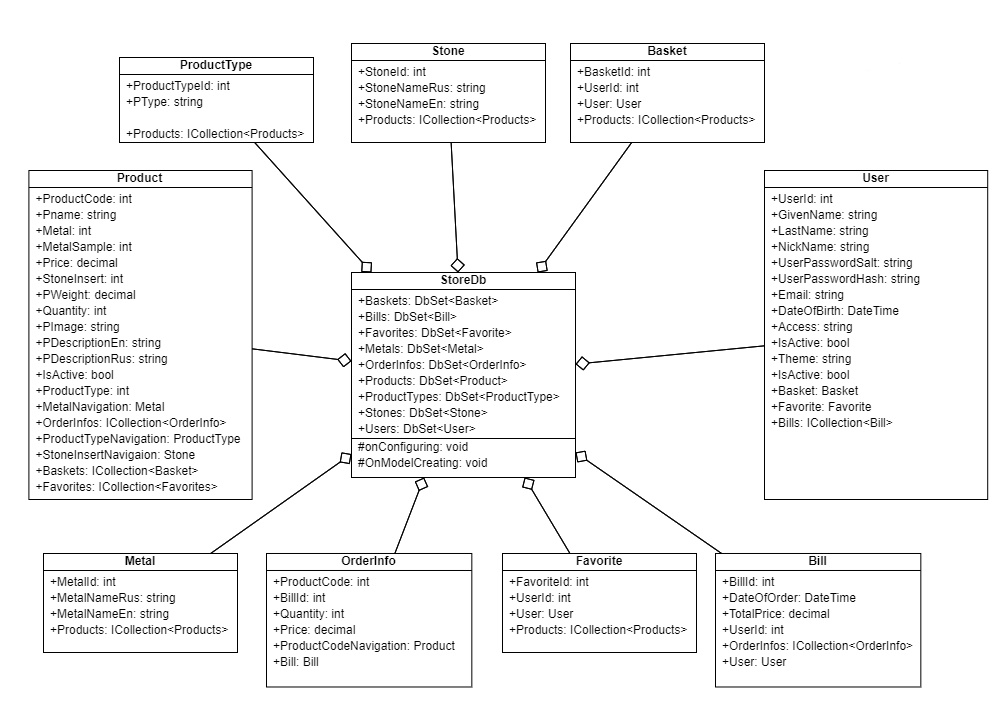 ProductType
+ProductTypeId: int
+PType: string
+Products: ICollection<Products>
Stone
+StoneId: int
+StoneNameRus: string
+StoneNameEn: string
+Products: ICollection<Products>
Basket
+BasketId: int
+UserId: int
+User: User
+Products: ICollection<Products>
Product
+ProductCode: int
+Pname: string
+Metal: int
+MetalSample: int
+Price: decimal
+StoneInsert: int
+PWeight: decimal
+Quantity: int
+PImage: string
+PDescriptionEn: string
+PDescriptionRus: string
+IsActive: bool
+ProductType: int
+MetalNavigation: Metal
+OrderInfos: ICollection<OrderInfo>
+ProductTypeNavigation: ProductType
+StoneInsertNavigaion: Stone
+Baskets: ICollection<Basket>
+Favorites: ICollection<Favorites>
StoreDb
+Baskets: DbSet<Basket>
+Bills: DbSet<Bill>
+Favorites: DbSet<Favorite>
+Metals: DbSet<Metal>
+OrderInfos: DbSet<OrderInfo>
+Products: DbSet<Product>
+ProductTypes: DbSet<ProductType>
+Stones: DbSet<Stone>
+Users: DbSet<User>
#onConfiguring: void
#OnModelCreating: void
User
+UserId: int
+GivenName: string
+LastName: string
+NickName: string
+UserPasswordSalt: string
+UserPasswordHash: string
+Email: string
+DateOfBirth: DateTime
+Access: string
+IsActive: bool
+Theme: string
+IsActive: bool
+Basket: Basket
+Favorite: Favorite
+Bills: ICollection<Bill>
Metal
+MetalId: int
+MetalNameRus: string
+MetalNameEn: string
+Products: ICollection<Products>
OrderInfo
+ProductCode: int
+BillId: int
+Quantity: int
+Price: decimal
+ProductCodeNavigation: Product
+Bill: Bill
Favorite
+FavoriteId: int
+UserId: int
+User: User
+Products: ICollection<Products>
Bill
+BillId: int
+DateOfOrder: DateTime
+TotalPrice: decimal
+UserId: int
+OrderInfos: ICollection<OrderInfo>
+User: User